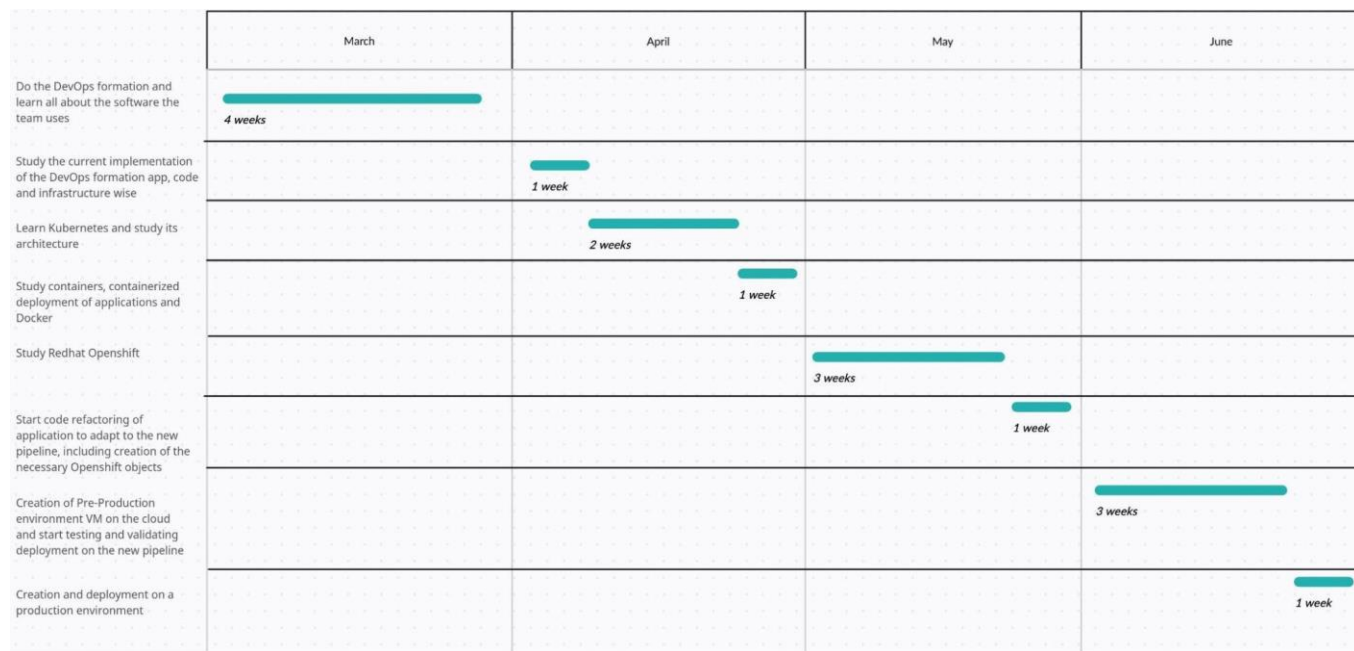 March
April
May
June
Do the DevOps formation and
learn all about the software the
team uses
4 weeks
Study the current implementation
of the DevOps formation app, code
and infrastructure wise
1 week
Learn Kubernetes and study its
architecture
2 weeks
Study containers, containerized
deployment of applications and
Docker
1 week
Study Redhat Openshift
3 weeks
Start code refactoring of
application to adapt to the new
pipeline, including creation of the
necessary Openshift objects
1 week
Creation of Pre-Production
environment VM on the cloud
and start testing and validating
deployment on the new pipeline
3 weeks
Creation and deployment on a
production environment
1 week